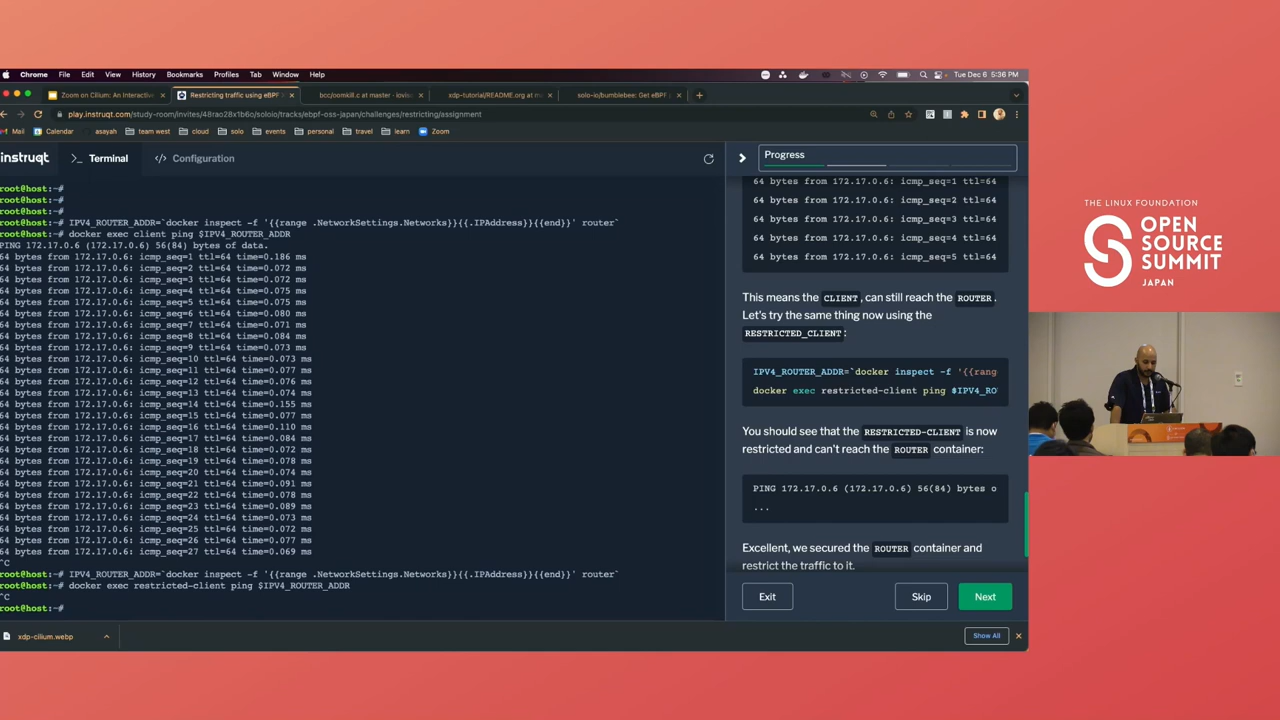 Chrome File Edit View History Bookmarks Profiles Tab Window Help
Tue Dec 6 5:36 PM
Zoom on Cilium: An Interactive
Restricting traffic using eBPF
bcc/oomkill.c at master · iovis
xdp-tutorial/README.org at m
solo-io/bumblebee: Get eBPF
play.instruqt.com/study-room/invites/48rao28x1b6o/soloio/tracks/ebpf-oss-japan/challenges/restricting/assignment
Mail Calendar asayah team west cloud solo events personal travel learn Zoom
instruqt
>_ Terminal
</> Configuration
Progress
root@host:~#
root@host:~#
root@host:~#
root@host:~# IPV4_ROUTER_ADDR=`docker inspect -f '{{range .NetworkSettings.Networks}}{{.IPAddress}}{{end}}' router`
root@host:~# docker exec client ping $IPV4_ROUTER_ADDR
PING 172.17.0.6 (172.17.0.6) 56(84) bytes of data.
64 bytes from 172.17.0.6: icmp_seq=1 ttl=64 time=0.186 ms
64 bytes from 172.17.0.6: icmp_seq=2 ttl=64 time=0.072 ms
64 bytes from 172.17.0.6: icmp_seq=3 ttl=64 time=0.072 ms
64 bytes from 172.17.0.6: icmp_seq=4 ttl=64 time=0.075 ms
64 bytes from 172.17.0.6: icmp_seq=5 ttl=64 time=0.075 ms
64 bytes from 172.17.0.6: icmp_seq=6 ttl=64 time=0.080 ms
64 bytes from 172.17.0.6: icmp_seq=7 ttl=64 time=0.071 ms
64 bytes from 172.17.0.6: icmp_seq=8 ttl=64 time=0.084 ms
64 bytes from 172.17.0.6: icmp_seq=9 ttl=64 time=0.073 ms
64 bytes from 172.17.0.6: icmp_seq=10 ttl=64 time=0.073 ms
64 bytes from 172.17.0.6: icmp_seq=11 ttl=64 time=0.077 ms
64 bytes from 172.17.0.6: icmp_seq=12 ttl=64 time=0.076 ms
64 bytes from 172.17.0.6: icmp_seq=13 ttl=64 time=0.074 ms
64 bytes from 172.17.0.6: icmp_seq=14 ttl=64 time=0.155 ms
64 bytes from 172.17.0.6: icmp_seq=15 ttl=64 time=0.077 ms
64 bytes from 172.17.0.6: icmp_seq=16 ttl=64 time=0.110 ms
64 bytes from 172.17.0.6: icmp_seq=17 ttl=64 time=0.084 ms
64 bytes from 172.17.0.6: icmp_seq=18 ttl=64 time=0.072 ms
64 bytes from 172.17.0.6: icmp_seq=19 ttl=64 time=0.078 ms
64 bytes from 172.17.0.6: icmp_seq=20 ttl=64 time=0.074 ms
64 bytes from 172.17.0.6: icmp_seq=21 ttl=64 time=0.091 ms
64 bytes from 172.17.0.6: icmp_seq=22 ttl=64 time=0.078 ms
64 bytes from 172.17.0.6: icmp_seq=23 ttl=64 time=0.089 ms
64 bytes from 172.17.0.6: icmp_seq=24 ttl=64 time=0.073 ms
64 bytes from 172.17.0.6: icmp_seq=25 ttl=64 time=0.072 ms
64 bytes from 172.17.0.6: icmp_seq=26 ttl=64 time=0.077 ms
64 bytes from 172.17.0.6: icmp_seq=27 ttl=64 time=0.069 ms
^C
root@host:~# IPV4_ROUTER_ADDR=`docker inspect -f '{{range .NetworkSettings.Networks}}{{.IPAddress}}{{end}}' router`
root@host:~# docker exec restricted-client ping $IPV4_ROUTER_ADDR
^C
root@host:~#
64 bytes from 172.17.0.6: icmp_seq=1 ttl=64
64 bytes from 172.17.0.6: icmp_seq=2 ttl=64
64 bytes from 172.17.0.6: icmp_seq=3 ttl=64
64 bytes from 172.17.0.6: icmp_seq=4 ttl=64
64 bytes from 172.17.0.6: icmp_seq=5 ttl=64
This means the CLIENT, can still reach the ROUTER.
Let's try the same thing now using the
RESTRICTED_CLIENT:
IPV4_ROUTER_ADDR=`docker inspect -f '{{rang
docker exec restricted-client ping $IPV4_RO
You should see that the RESTRICTED-CLIENT is now
restricted and can't reach the ROUTER container:
PING 172.17.0.6 (172.17.0.6) 56(84) bytes o
...
Excellent, we secured the ROUTER container and
restrict the traffic to it.
Exit
Skip
Next
xdp-cilium.webp
Show All
THE LINUX FOUNDATION
OPEN
SOURCE
SUMMIT
JAPAN